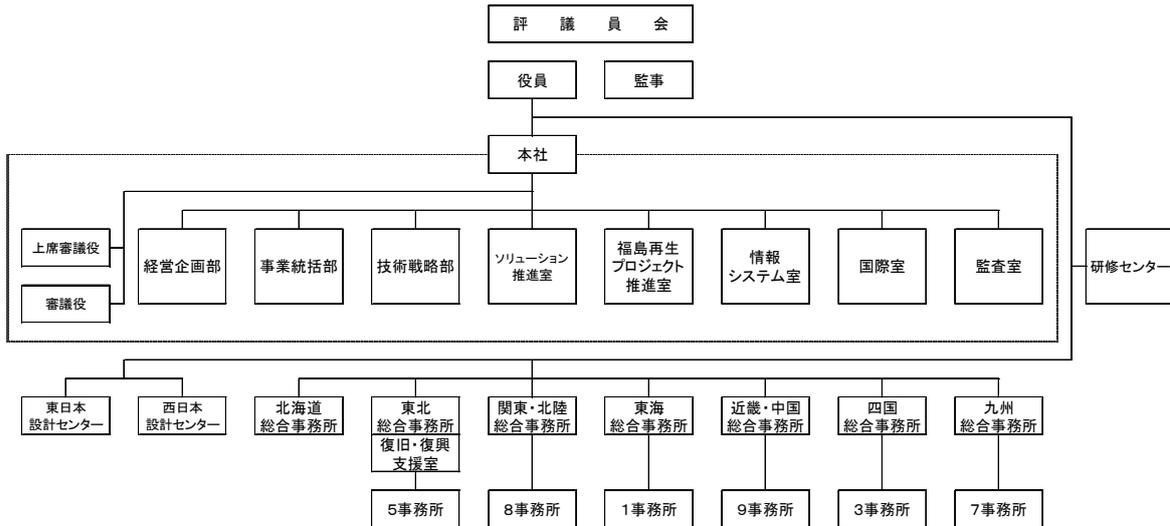 評議員会
役員
監事
本社
上席審議役
審議役
経営企画部
事業統括部
技術戦略部
ソリューション
推進室
福島再生
プロジェクト
推進室
情報
システム室
国際室
監査室
研修センター
東日本
設計センター
西日本
設計センター
北海道
総合事務所
東北
総合事務所
復旧・復興
支援室
関東・北陸
総合事務所
東海
総合事務所
近畿・中国
総合事務所
四国
総合事務所
九州
総合事務所
5事務所
8事務所
1事務所
9事務所
3事務所
7事務所